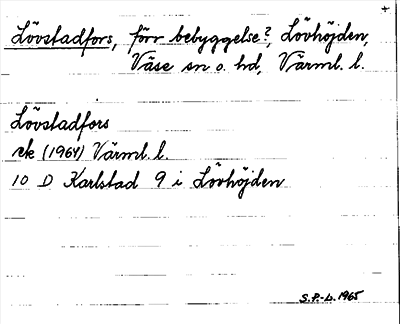 +
Lövstadfors, förr bebyggelse?, Lövhöjden,
Väse sn o. hd, Värml. l.
Lövstadfors
ek (1964) Värml. l.
10 D Karlstad 9 i Lövhöjden
S.P.-L. 1965